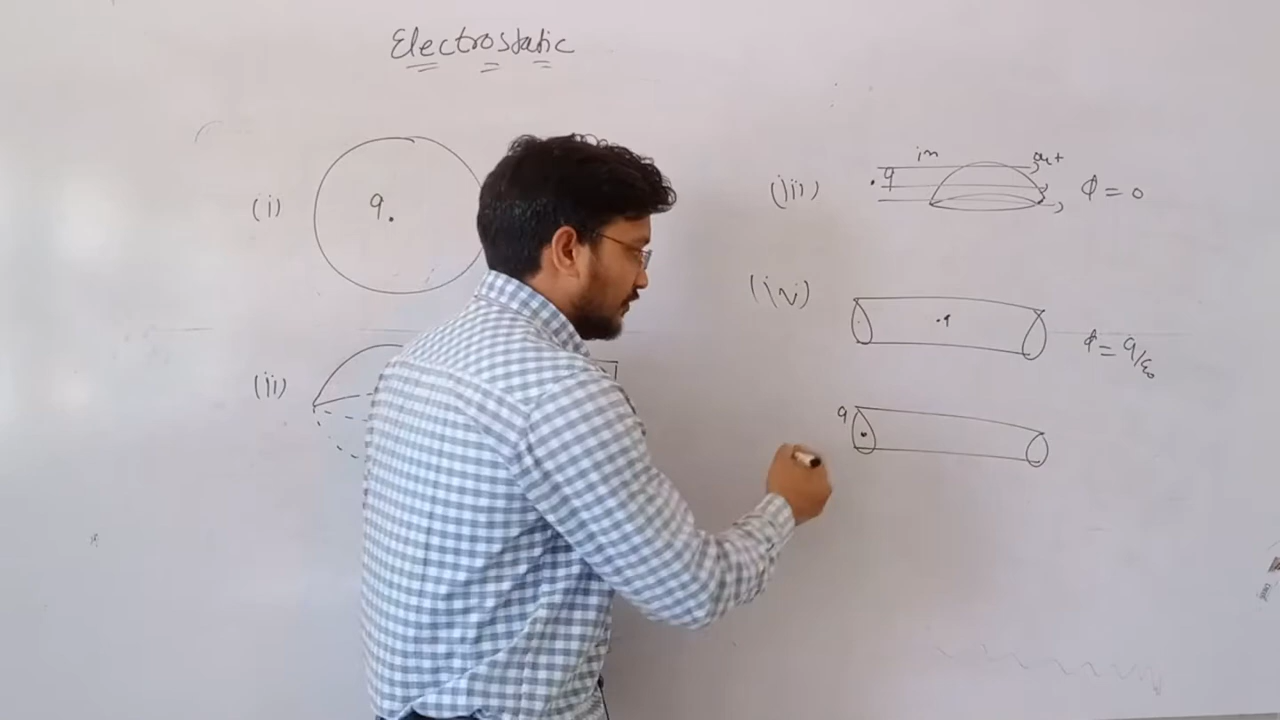 Electrostatic
(i)
q.
(ii)
(iii)
in
out
.q
ϕ = 0
(iv)
.q
ϕ = q/ε₀
q